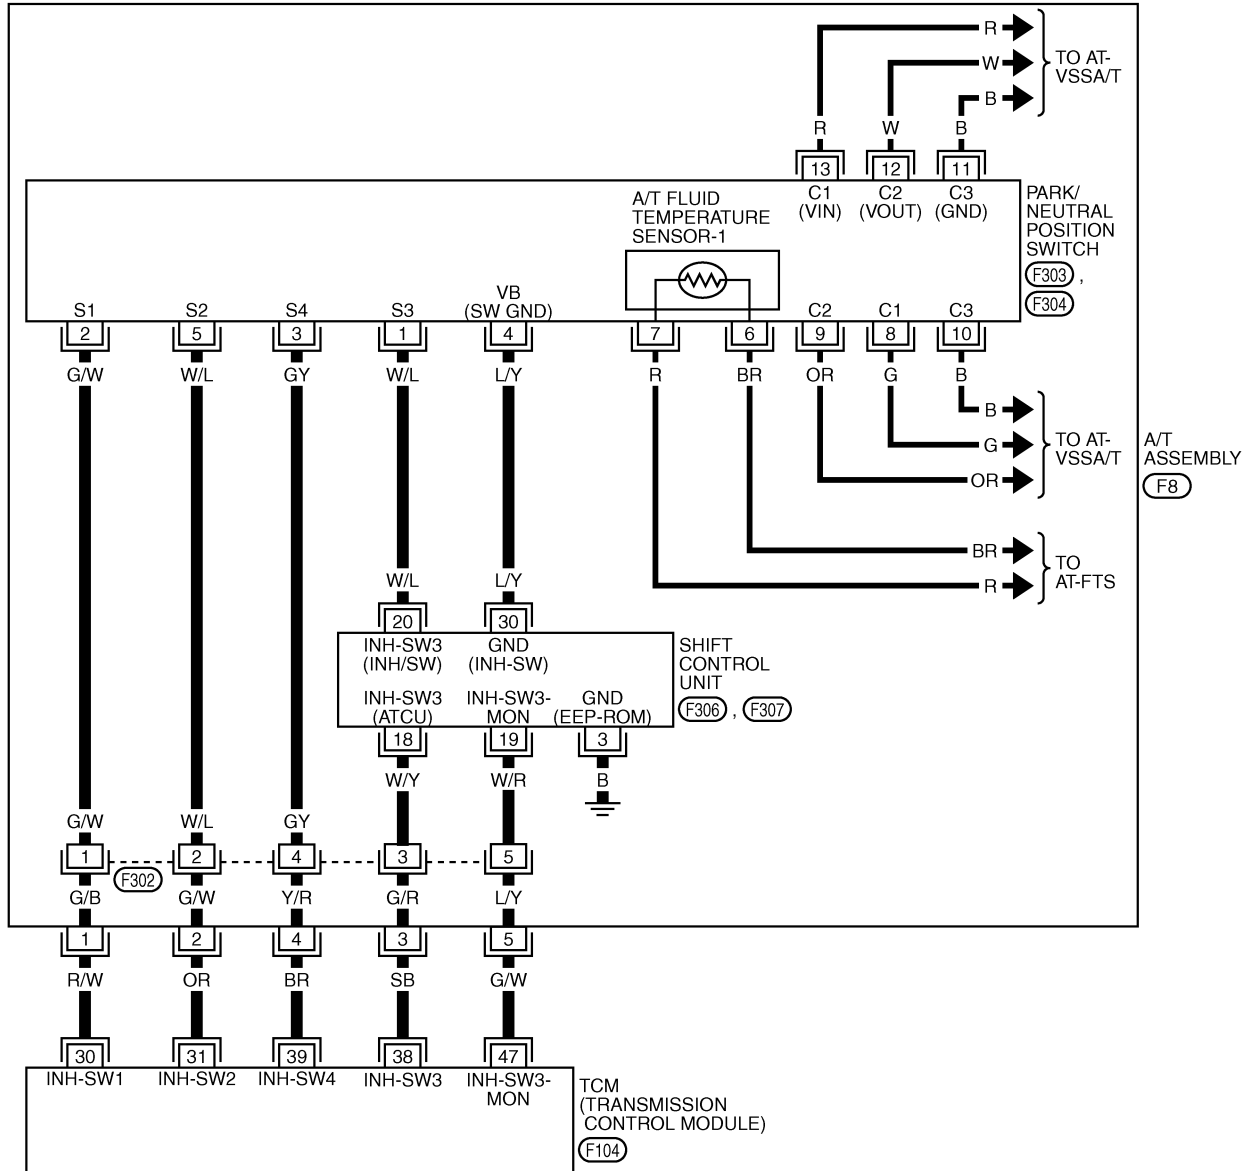 R
W
B
TO AT-
VSSA/T
R W B
13 12 11
C1
(VIN)
C2
(VOUT)
C3
(GND)
PARK/
NEUTRAL
POSITION
SWITCH
F303 ,
F304
A/T FLUID
TEMPERATURE
SENSOR-1
S1 S2 S4 S3
VB
(SW GND)
C2 C1 C3
2 5 3 1 4 7 6 9 8 10
G/W W/L GY W/L L/Y R BR OR G B
B
G
OR
TO AT-
VSSA/T
A/T
ASSEMBLY
F8
BR
R
TO
AT-FTS
W/L L/Y
20 30
INH-SW3
(INH/SW)
GND
(INH-SW)
SHIFT
CONTROL
UNIT
F306 , F307
INH-SW3
(ATCU)
INH-SW3-
MON
GND
(EEP-ROM)
18 19 3
W/Y W/R B
G/W W/L GY
1 2 4 3 5
F302
G/B G/W Y/R G/R L/Y
1 2 4 3 5
R/W OR BR SB G/W
30 31 39 38 47
INH-SW1 INH-SW2 INH-SW4 INH-SW3 INH-SW3-
MON
TCM
(TRANSMISSION
CONTROL MODULE)
F104